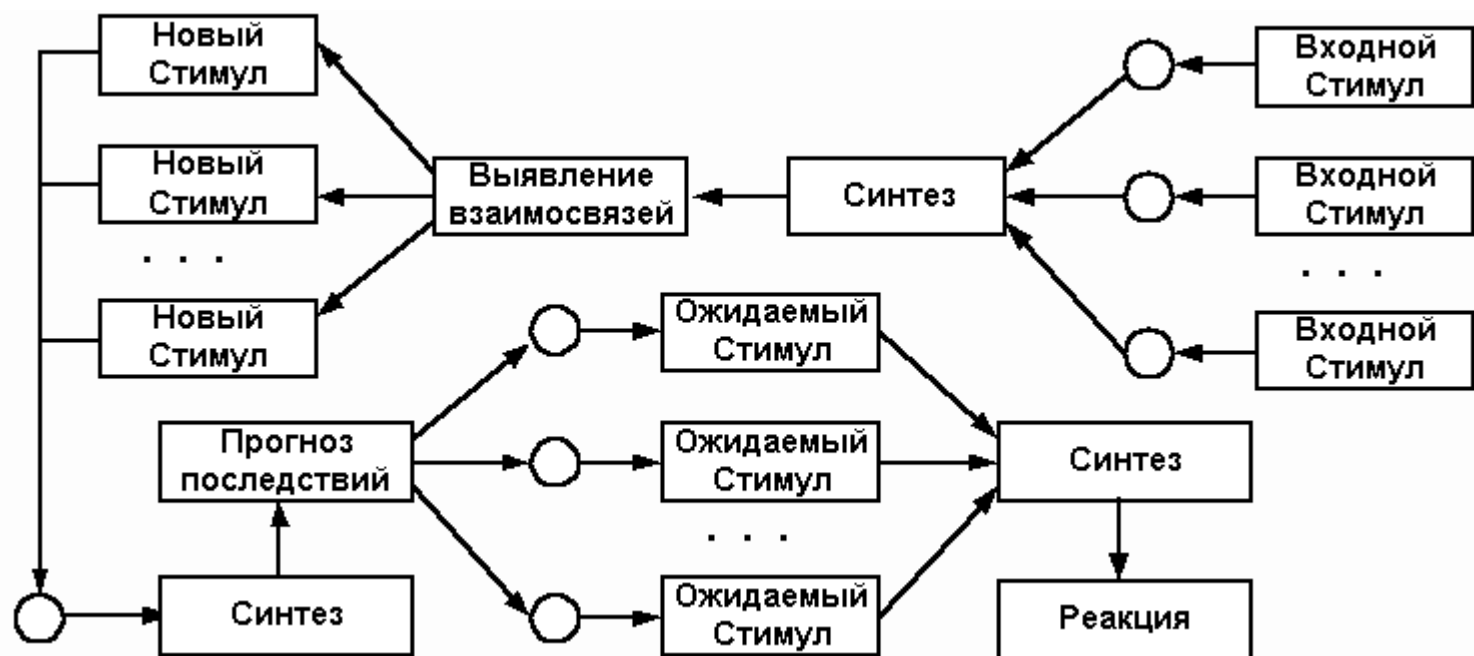 Новый
Стимул
Входной
Стимул
Новый
Стимул
Выявление
взаимосвязей
Синтез
Входной
Стимул
. . .
. . .
Новый
Стимул
Ожидаемый
Стимул
Входной
Стимул
Прогноз
последствий
Ожидаемый
Стимул
Синтез
. . .
Синтез
Ожидаемый
Стимул
Реакция